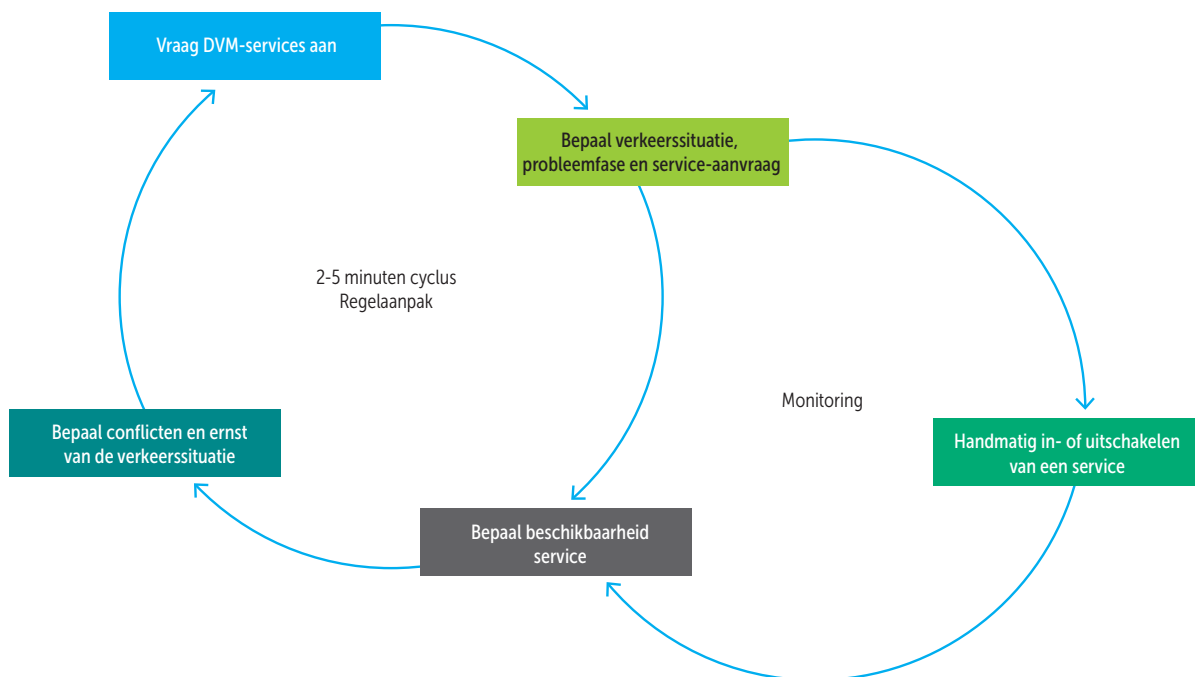 Vraag DVM-services aan
Bepaal verkeerssituatie,
probleemfase en service-aanvraag
2-5 minuten cyclus
Regelaanpak
Monitoring
Bepaal conflicten en ernst
van de verkeerssituatie
Handmatig in- of uitschakelen
van een service
Bepaal beschikbaarheid
service